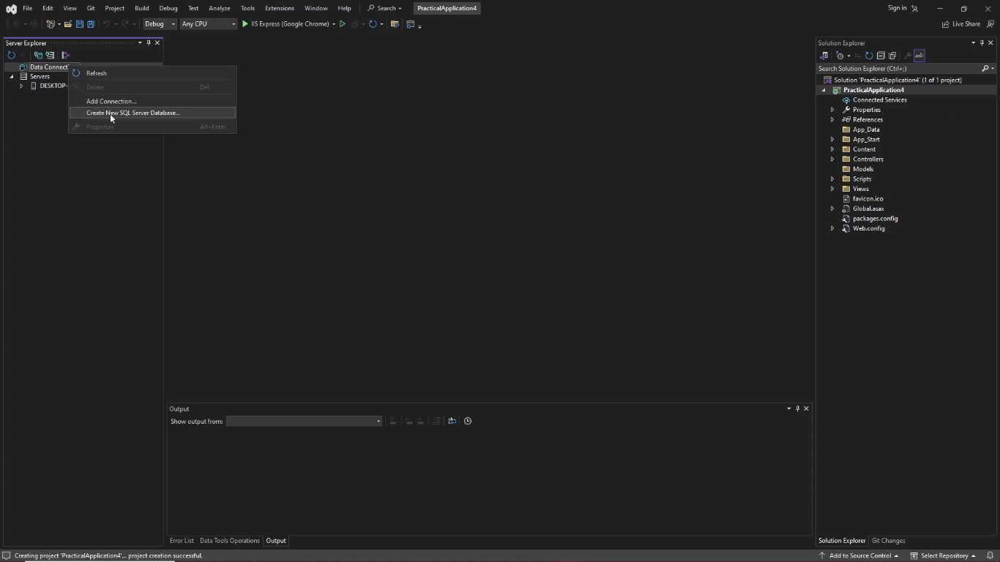 File Edit View Git Project Build Debug Test Analyze Tools Extensions Window Help Search PracticalApplication4 Sign in
Debug Any CPU IIS Express (Google Chrome) Live Share
Server Explorer
Data Connecti
Servers
DESKTOP-
Refresh
Delete Del
Add Connection...
Create New SQL Server Database...
Properties Alt+Enter
Solution Explorer
Search Solution Explorer (Ctrl+;)
Solution 'PracticalApplication4' (1 of 1 project)
PracticalApplication4
Connected Services
Properties
References
App_Data
App_Start
Content
Controllers
Models
Scripts
Views
favicon.ico
Global.asax
packages.config
Web.config
Output
Show output from:
Error List Data Tools Operations Output
Solution Explorer Git Changes
Creating project 'PracticalApplication4'... project creation successful. Add to Source Control Select Repository